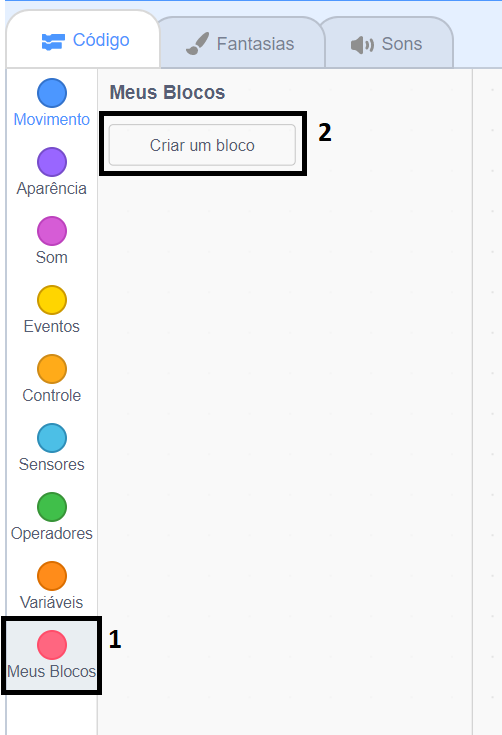 Código
Fantasias
Sons
Movimento
Aparência
Som
Eventos
Controle
Sensores
Operadores
Variáveis
Meus Blocos
1
Meus Blocos
Criar um bloco
2